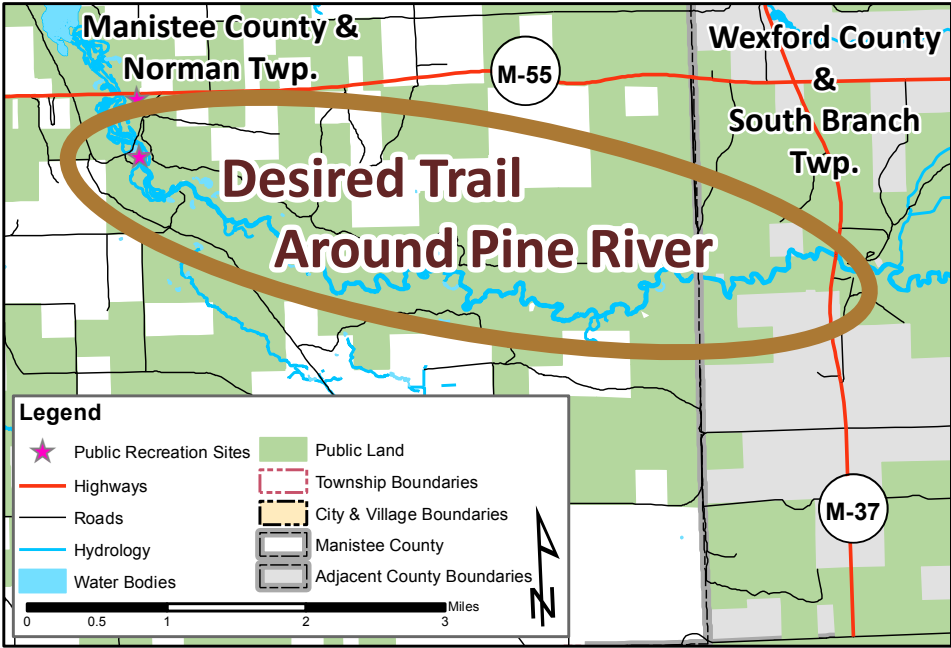 Manistee County &
Norman Twp.
M-55
Wexford County
&
South Branch
Twp.
Desired Trail
Around Pine River
Legend
Public Recreation Sites
Highways
Roads
Hydrology
Water Bodies
Public Land
Township Boundaries
City & Village Boundaries
Manistee County
Adjacent County Boundaries
N
0 0.5 1 2 3 Miles
M-37